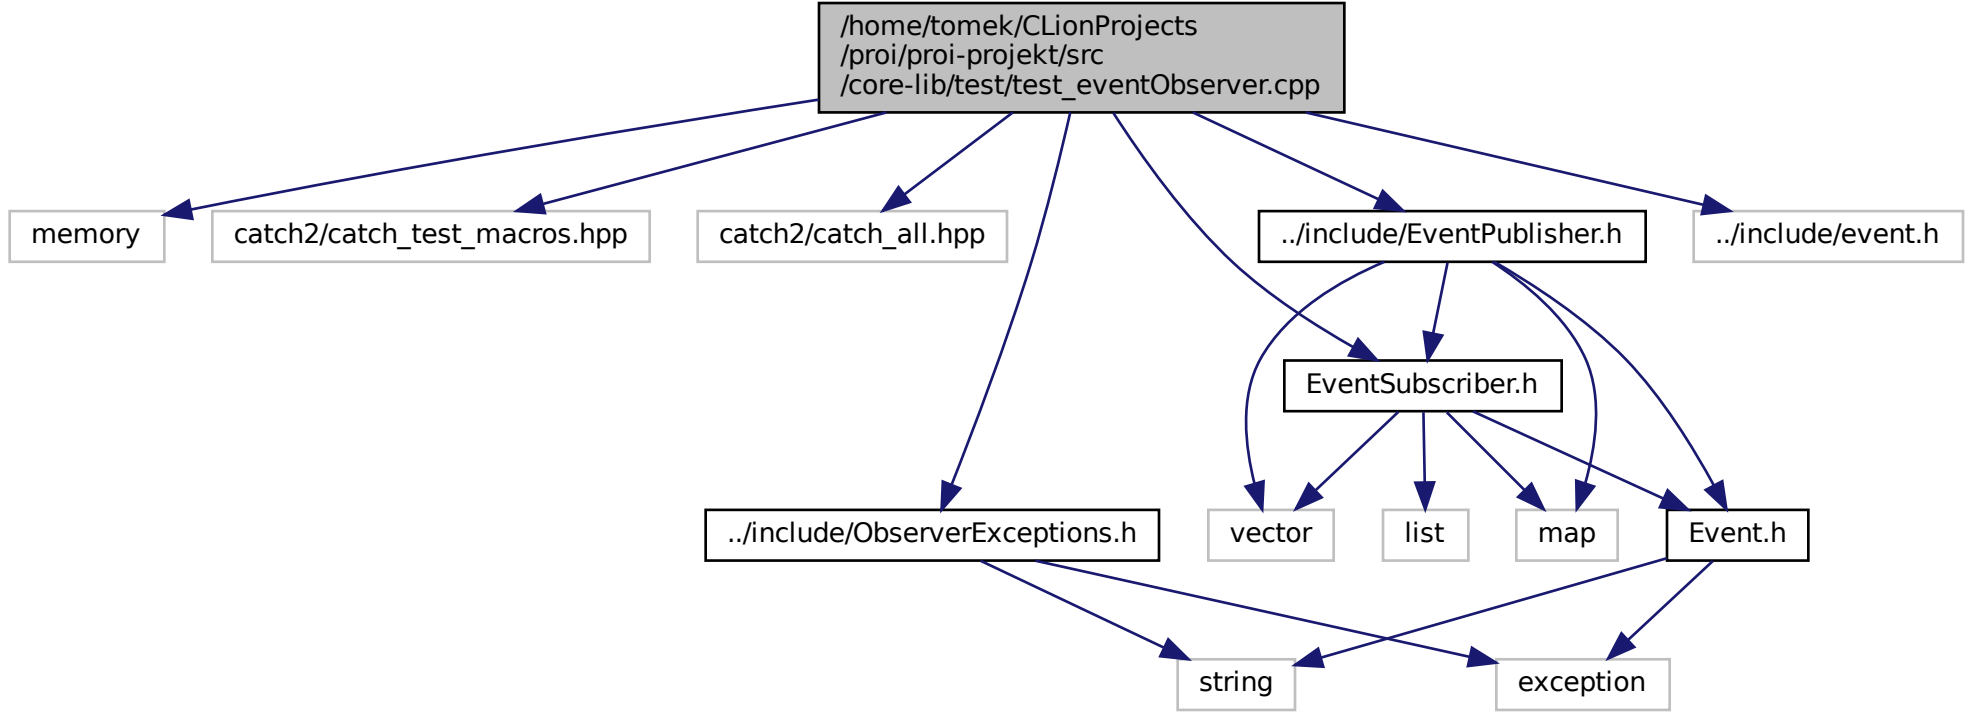 /home/tomek/CLionProjects
/proi/proi-projekt/src
/core-lib/test/test_eventObserver.cpp
memory
catch2/catch_test_macros.hpp
catch2/catch_all.hpp
../include/EventPublisher.h
../include/event.h
EventSubscriber.h
../include/ObserverExceptions.h
vector
list
map
Event.h
string
exception